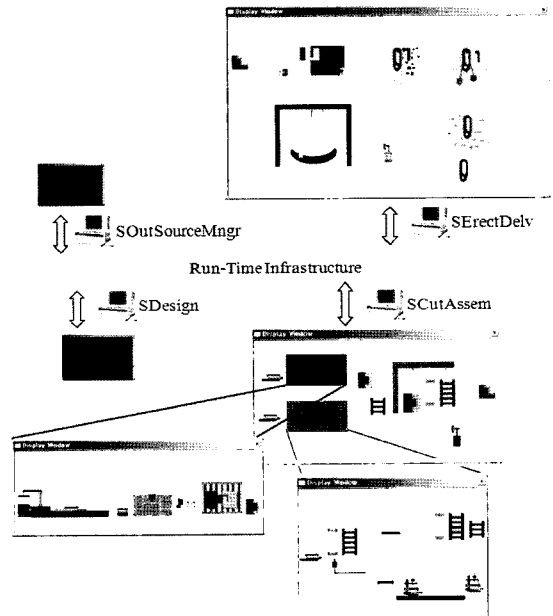 Display Window
SOutSourceMngr
SErectDelv
Run-Time Infrastructure
SDesign
SCutAssem
Display Window
Display Window
Display Window